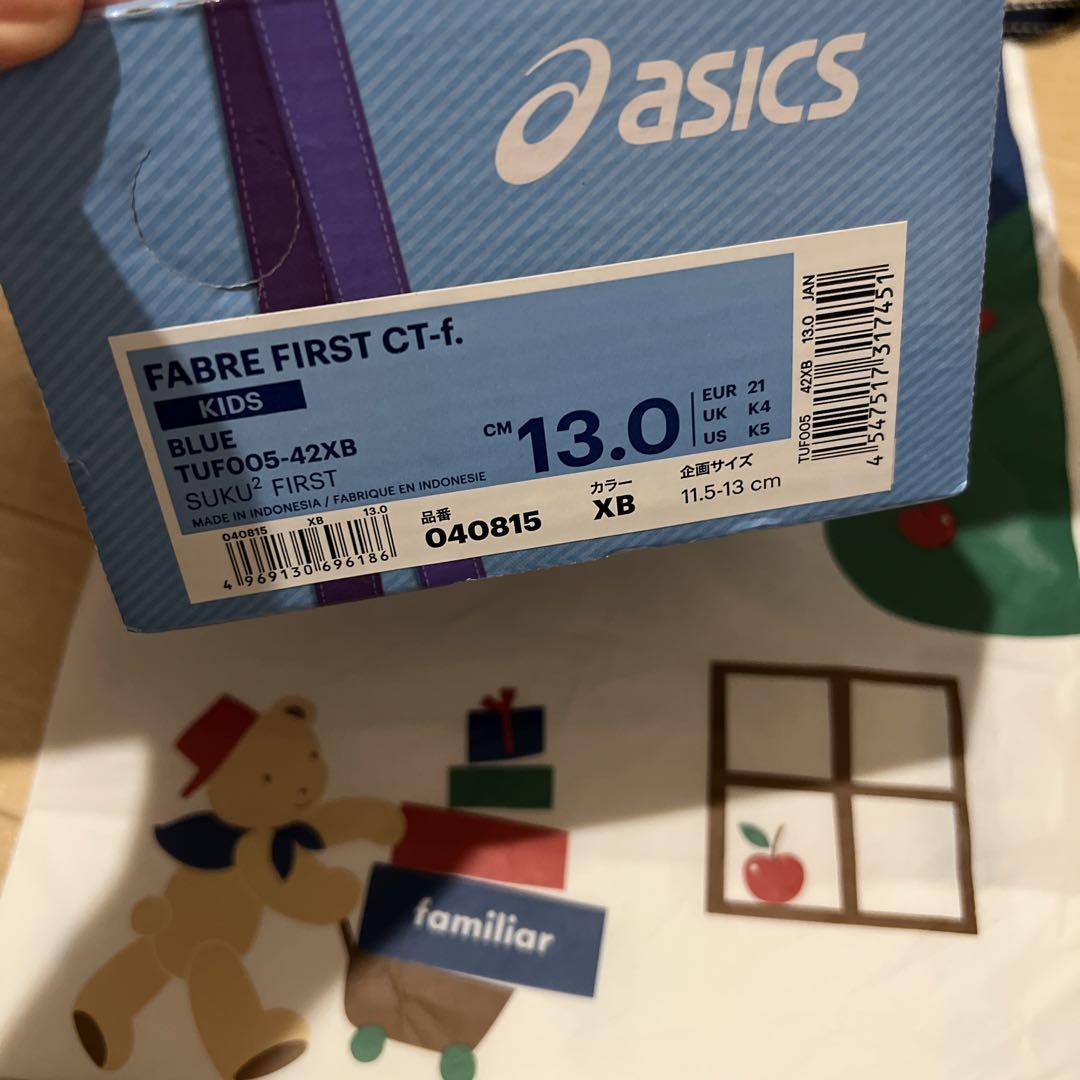 asics
FABRE FIRST CT-f.
KIDS
BLUE
TUF005-42XB
SUKU² FIRST
MADE IN INDONESIA / FABRIQUE EN INDONESIE
CM 13.0
EUR 21
UK K4
US K5
TUF005 42XB 13.0 JAN
4 547517 317451
040815 XB 13.0
4 969130 696186
品番
040815
カラー
XB
企画サイズ
11.5-13 cm
familiar